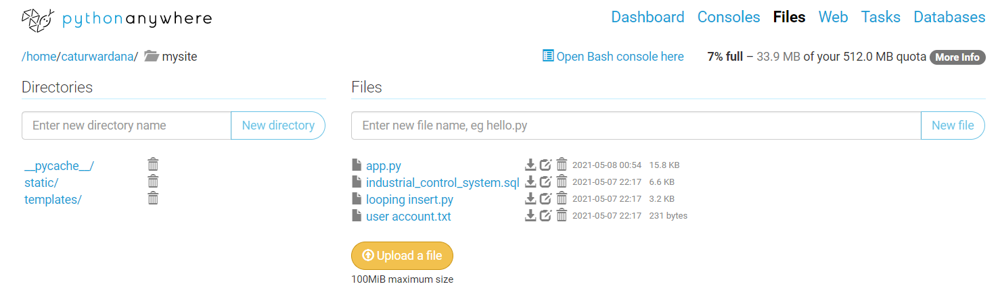 pythonanywhere
Dashboard Consoles Files Web Tasks Databases
/home/caturwardana/ mysite
Open Bash console here
7% full – 33.9 MB of your 512.0 MB quota More Info
Directories
Enter new directory name New directory
__pycache__/
static/
templates/
Files
Enter new file name, eg hello.py New file
app.py 2021-05-08 00:54 15.8 KB
industrial_control_system.sql 2021-05-07 22:17 6.6 KB
looping insert.py 2021-05-07 22:17 3.2 KB
user account.txt 2021-05-07 22:17 231 bytes
Upload a file
100MiB maximum size